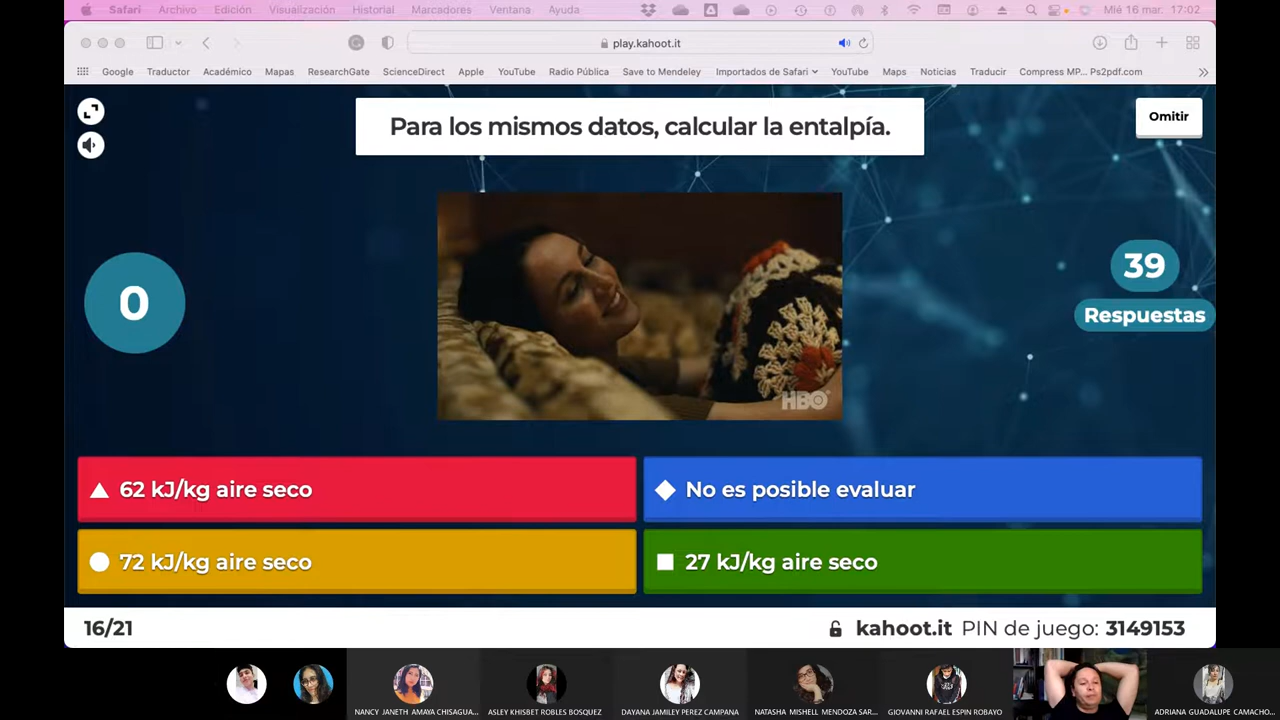 Safari Archivo Edición Visualización Historial Marcadores Ventana Ayuda Mié 16 mar. 17:02
play.kahoot.it
Google Traductor Académico Mapas ResearchGate ScienceDirect Apple YouTube Radio Pública Save to Mendeley Importados de Safari YouTube Maps Noticias Traducir Compress MP... Ps2pdf.com
Para los mismos datos, calcular la entalpía.
Omitir
0
39
Respuestas
HBO
62 kJ/kg aire seco
No es posible evaluar
72 kJ/kg aire seco
27 kJ/kg aire seco
16/21
kahoot.it PIN de juego: 3149153
NANCY JANETH AMAYA CHISAGUA...
ASLEY KHISBET ROBLES BOSQUEZ
DAYANA JAMILEY PEREZ CAMPANA
NATASHA MISHELL MENDOZA SAR...
GIOVANNI RAFAEL ESPIN ROBAYO
ADRIANA GUADALUPE CAMACHO...